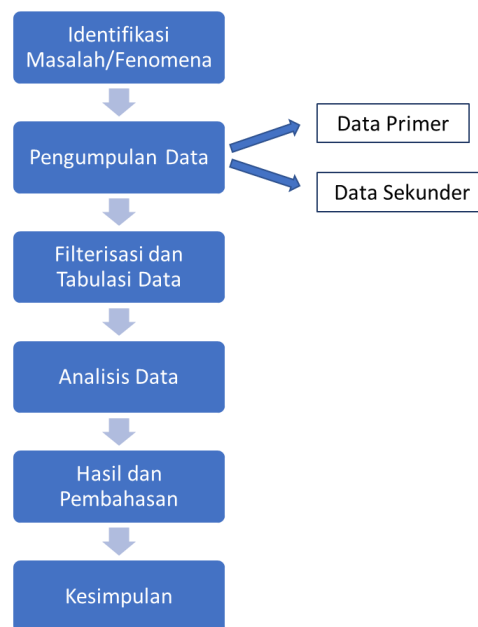 Identifikasi
Masalah/Fenomena
Pengumpulan Data
Data Primer
Data Sekunder
Filterisasi dan
Tabulasi Data
Analisis Data
Hasil dan
Pembahasan
Kesimpulan